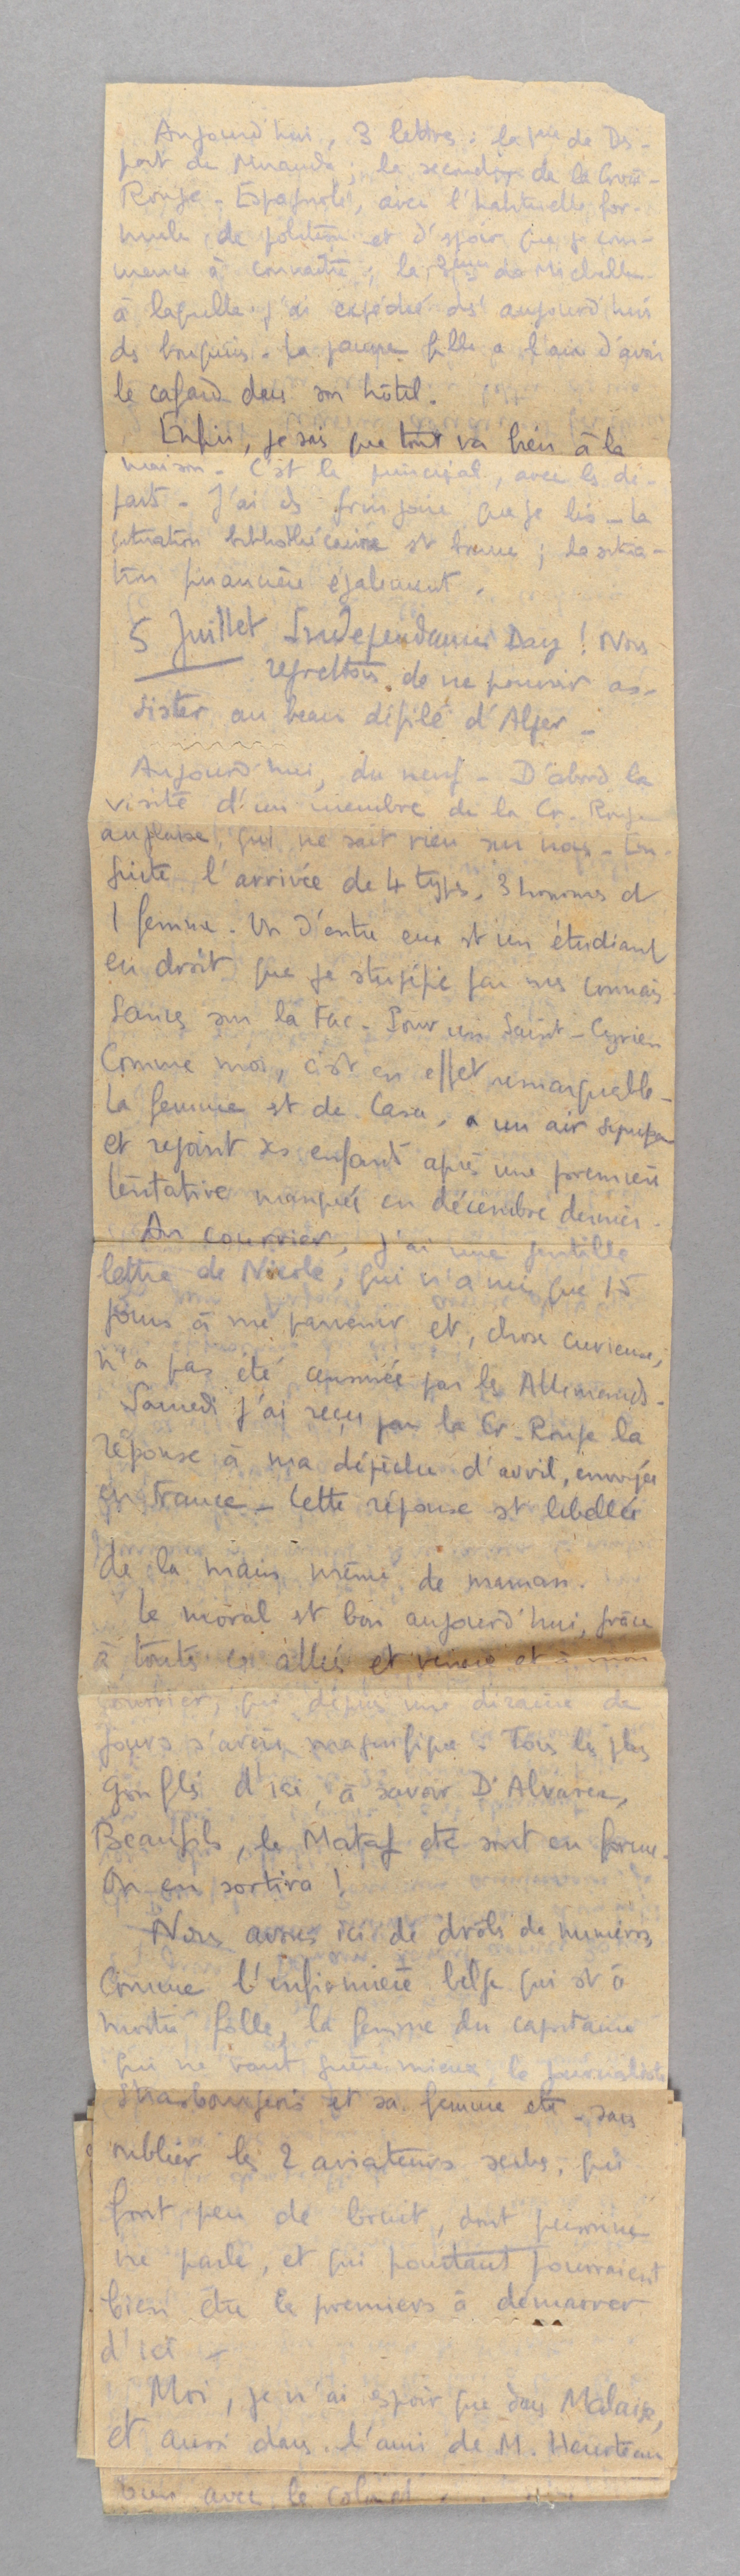 Aujourd'hui, 3 lettres : la 1ère de Des-
port de Miranda ; la seconde de la Croix-
Rouge-Espagnole, avec l'habituelle for-
mule de politesse et d'espoir que je com-
mence à connaître ; la 3ème de Michelle
à laquelle j'ai expédié dès aujourd'hui
des bouquins. La pauvre fille a l'air d'avoir
le cafard dans son hôtel.
Enfin, je sais que tout va bien à la
maison. C'est le principal, avec les dé-
parts. J'ai des que je lis - La
situation bibliothécaire est bonne ; la situa-
tion financière également.
5 Juillet Independance Day ! Nous
regrettons de ne pouvoir as-
sister au beau défilé d'Alger -
Aujourd'hui, du neuf - D'abord la
visite d'un membre de la Cr. Rouge
anglaise, qui ne sait rien sur nous - En-
suite l'arrivée de 4 types, 3 hommes et
1 femme. Un d'entre eux est un étudiant
en droit que je stupéfie par mes connais-
sances sur la Fac - Pour un Saint-Cyrien
comme moi, c'est en effet remarquable -
La femme est de Casa, a un air sympa
et rejoint ses enfants après une première
tentative manquée en décembre dernier.
Au courrier, j'ai une gentille
lettre de Nicole, qui n'a mis que 15
jours à me parvenir et, chose curieuse,
n'a pas été censurée par les Allemands -
Samedi j'ai reçu par la Cr-Rouge la
réponse à ma dépêche d'avril, envoyée
en France - Cette réponse est libellée
de la main même de maman.
Le moral est bon aujourd'hui, grâce
à toutes ces allées et venues et à mon
courrier, qui depuis une dizaine de
jours s'avère magnifique - Tous les plus
gonflés d'ici, à savoir D'Alvarez,
Beaufils, le Mataf etc sont en forme.
On en sortira !
Nous avons ici de drôles de numéros,
comme l'infirmière belge qui est à
moitié folle, la femme du capitaine
qui ne vaut guère mieux, le journaliste
strasbourgeois et sa femme etc - sans
oublier les 2 aviateurs serbes, qui
font peu de bruit, dont personne
ne parle, et qui pourtant pourraient
bien être les premiers à démarrer
d'ici -
Moi, je n'ai espoir que dans Malaise,
et aussi dans l'ami de M.
bien avec le colonel